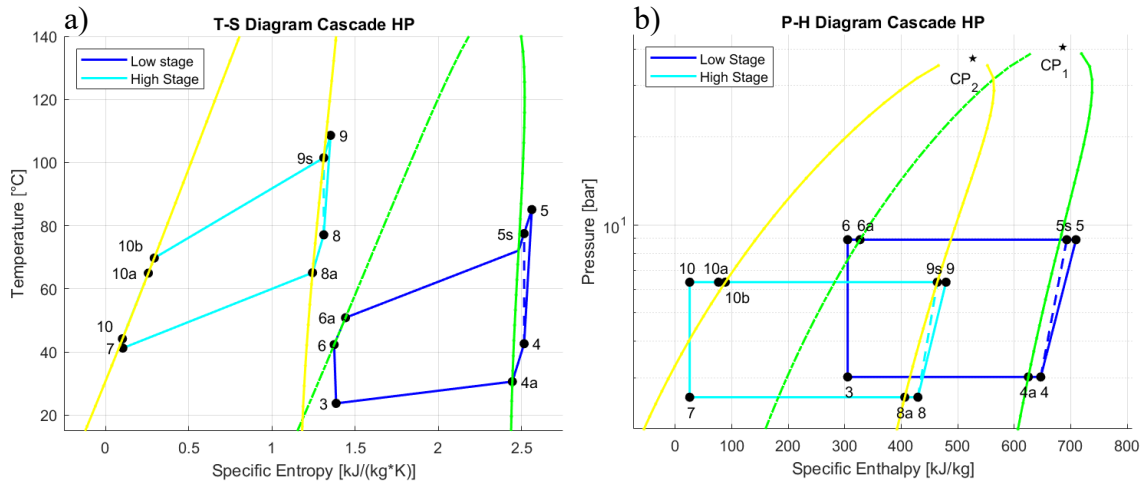 a)
T-S Diagram Cascade HP
Low stage
High Stage
140
120
100
80
60
40
20
Temperature [°C]
9
9s
8
10b
10a
8a
10
7
5
5s
6a
6
4
3
4a
0
0.5
1
1.5
2
2.5
Specific Entropy [kJ/(kg*K)]
b)
P-H Diagram Cascade HP
Low stage
High Stage
CP2
CP1
10^1
Pressure [bar]
6 6a
5s 5
10 10a
10b
9s 9
3
4a 4
7
8a 8
0
100
200
300
400
500
600
700
800
Specific Enthalpy [kJ/kg]